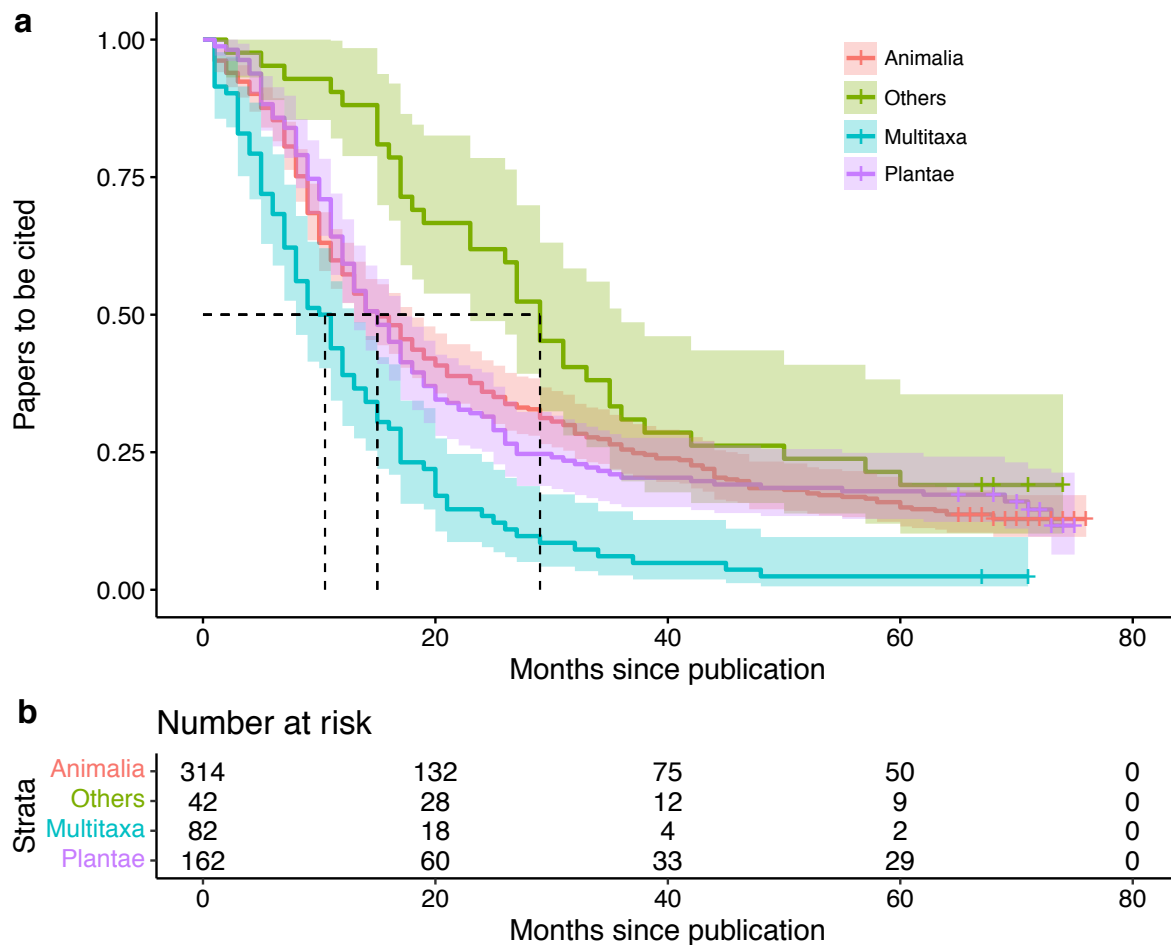 a
1.00
0.75
0.50
0.25
0.00
Papers to be cited
Animalia
Others
Multitaxa
Plantae
0 20 40 60 80
Months since publication
b
Number at risk
Strata
Animalia 314 132 75 50 0
Others 42 28 12 9 0
Multitaxa 82 18 4 2 0
Plantae 162 60 33 29 0
0 20 40 60 80
Months since publication